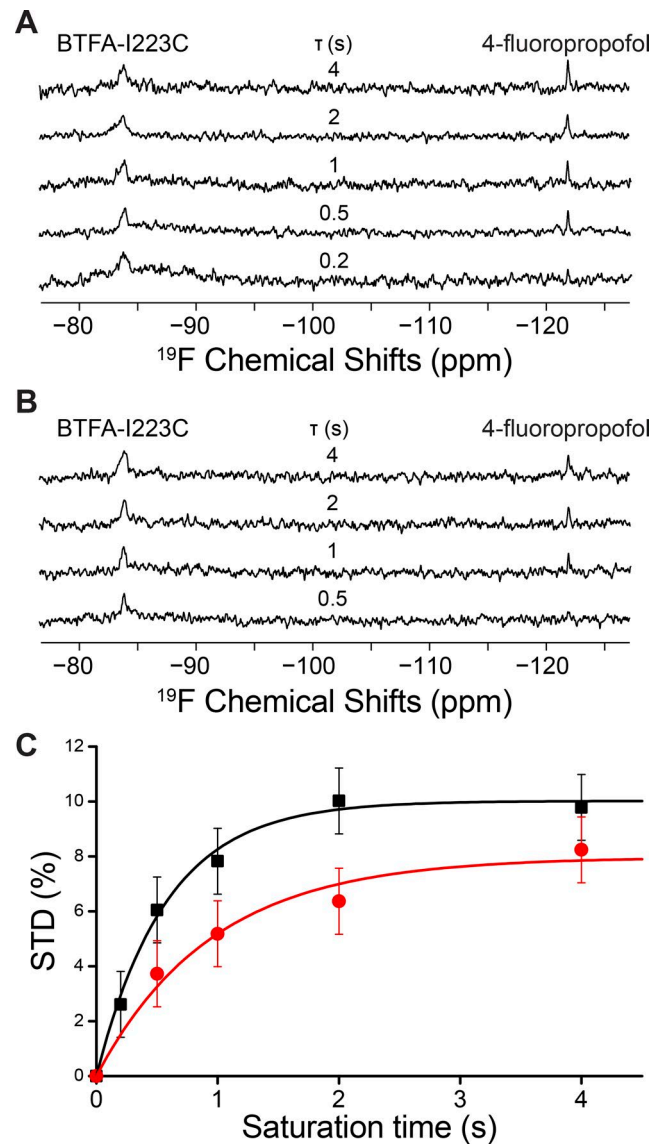 A
BTFA-I223C τ (s) 4-fluoropropofol
4
2
1
0.5
0.2
−80 −90 −100 −110 −120
¹⁹F Chemical Shifts (ppm)
B
BTFA-I223C τ (s) 4-fluoropropofol
4
2
1
0.5
−80 −90 −100 −110 −120
¹⁹F Chemical Shifts (ppm)
C
12
10
8
6
4
2
0
STD (%)
0 1 2 3 4
Saturation time (s)